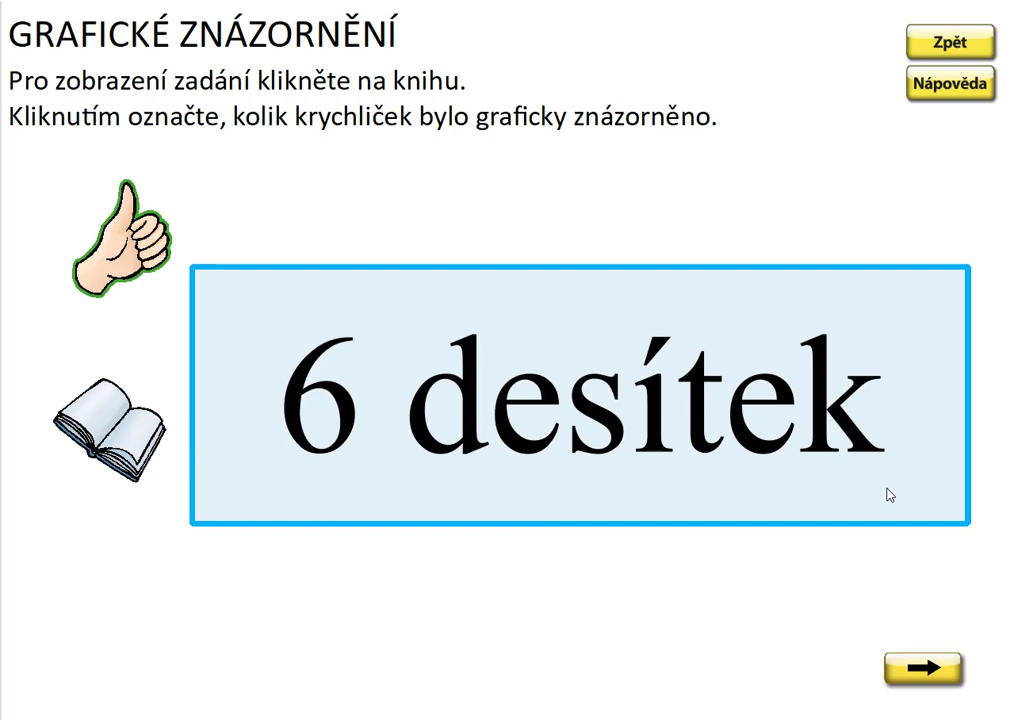 GRAFICKÉ ZNÁZORNĚNÍ
Zpět
Pro zobrazení zadání klikněte na knihu.
Nápověda
Kliknutím označte, kolik krychliček bylo graficky znázorněno.
6 desítek